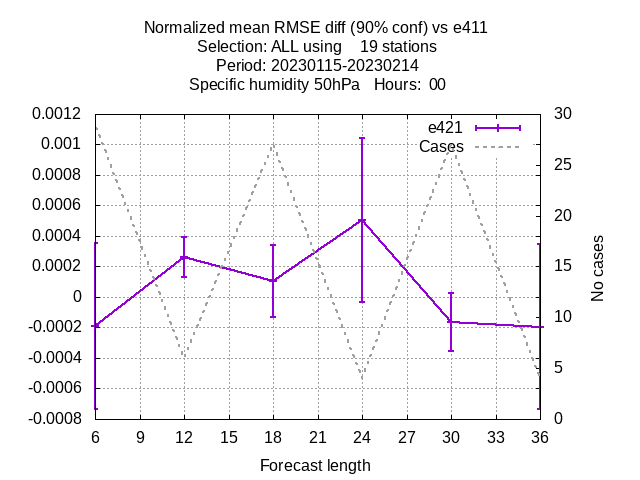 Normalized mean RMSE diff (90% conf) vs e411
Selection: ALL using 19 stations
Period: 20230115-20230214
Specific humidity 50hPa Hours: 00
0.0012
0.001
0.0008
0.0006
0.0004
0.0002
0
-0.0002
-0.0004
-0.0006
-0.0008
e421
Cases
30
25
20
15
10
5
0
No cases
6 9 12 15 18 21 24 27 30 33 36
Forecast length